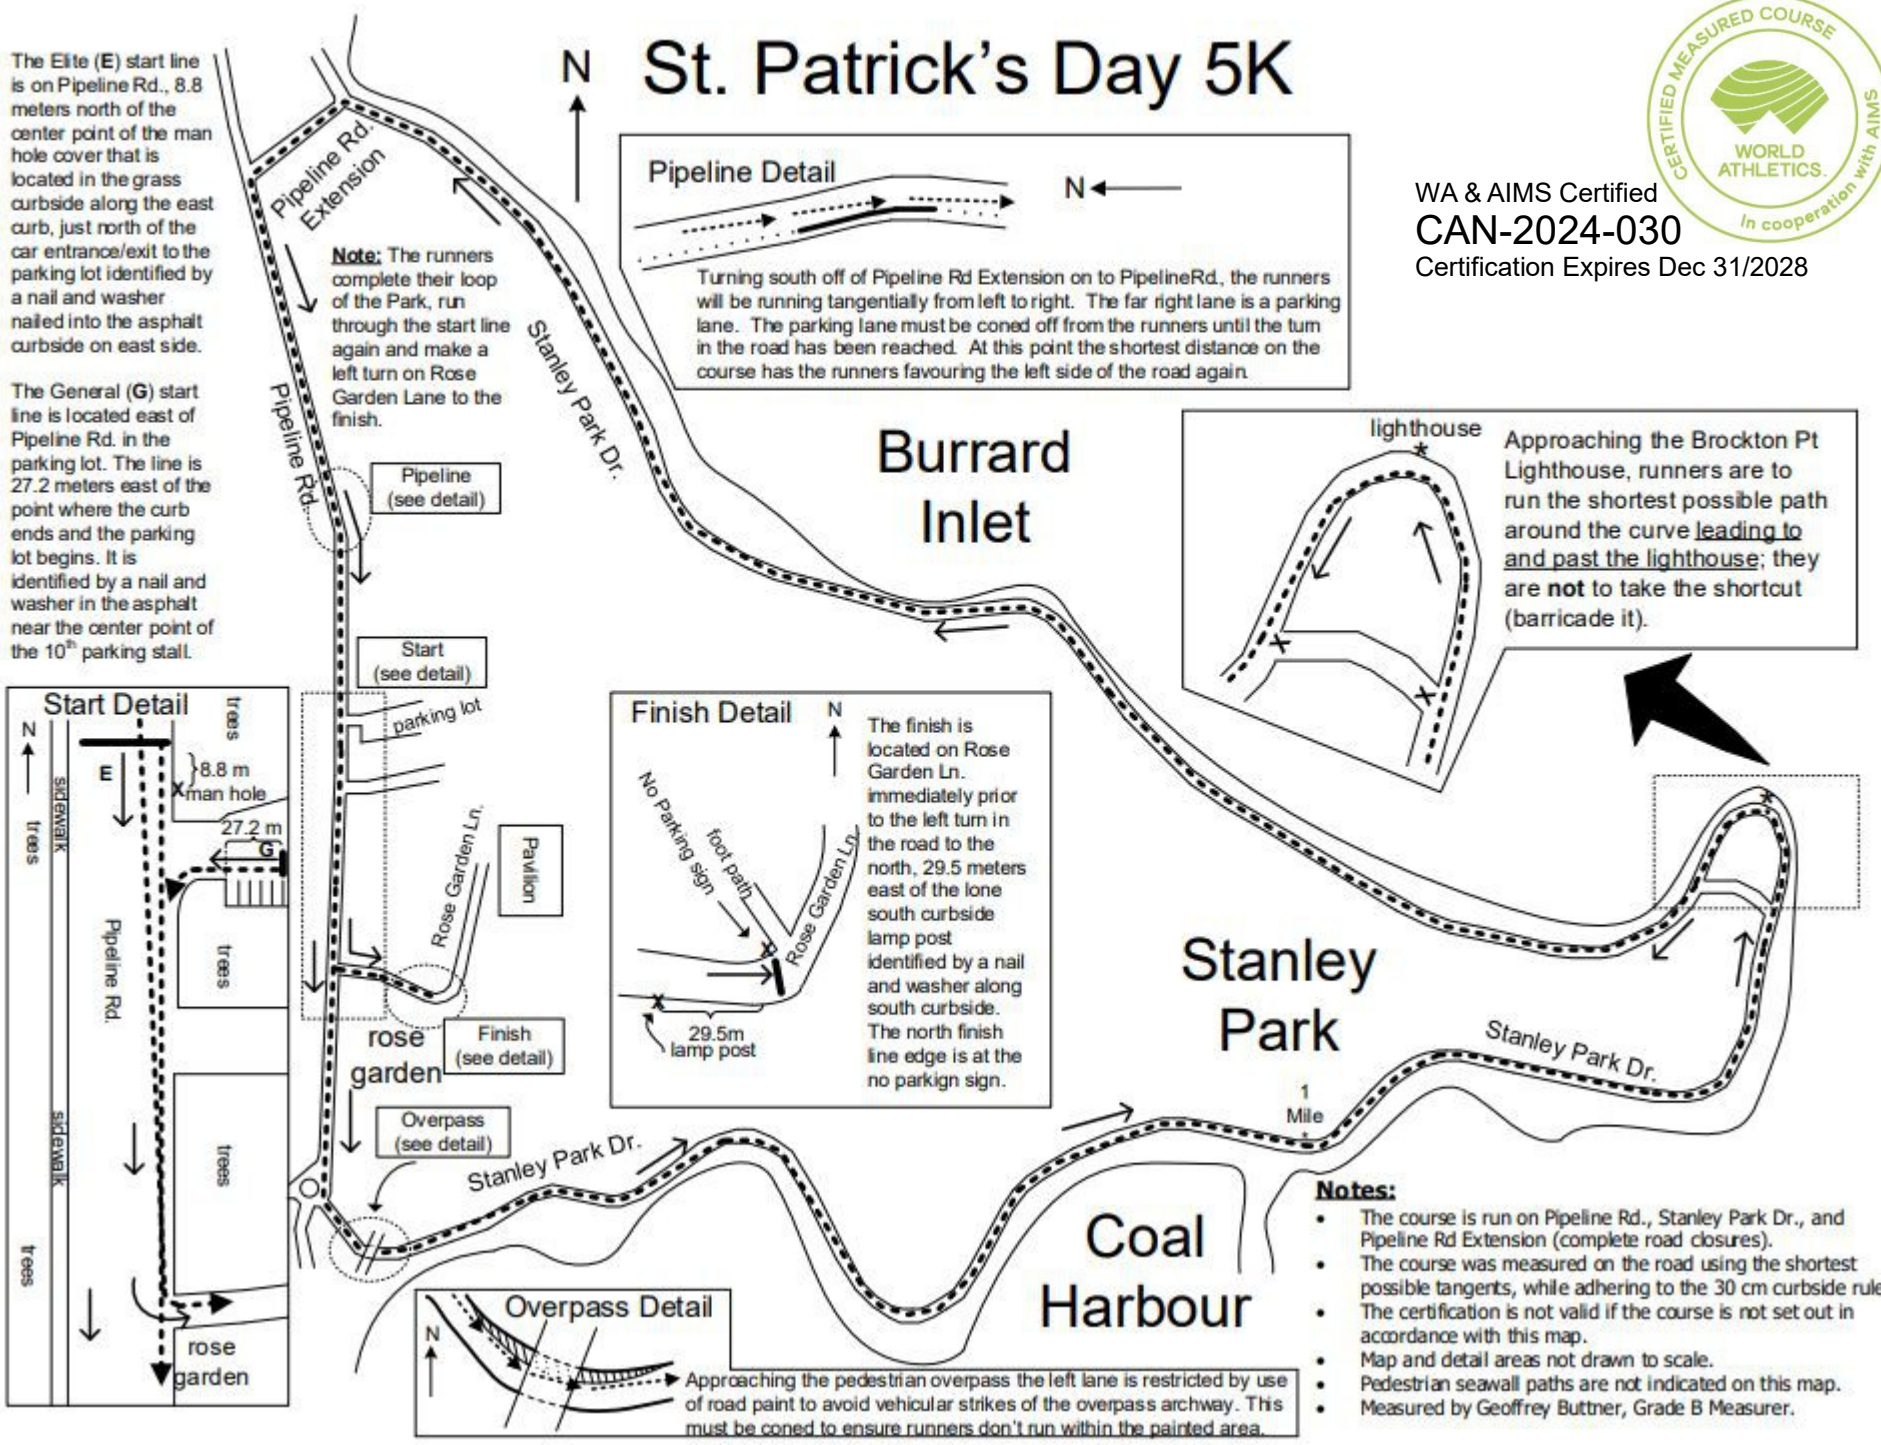 St. Patrick's Day 5K
The Elite (E) start line
is on Pipeline Rd., 8.8
meters north of the
center point of the man
hole cover that is
located in the grass
curbside along the east
curb, just north of the
car entrance/exit to the
parking lot identified by
a nail and washer
nailed into the asphalt
curbside on east side.
The General (G) start
line is located east of
Pipeline Rd. in the
parking lot. The line is
27.2 meters east of the
point where the curb
ends and the parking
lot begins. It is
identified by a nail and
washer in the asphalt
near the center point of
the 10th parking stall.
N
CERTIFIED MEASURED COURSE
WORLD
ATHLETICS.
In cooperation with AIMS
WA & AIMS Certified
CAN-2024-030
Certification Expires Dec 31/2028
Pipeline Detail
N
Turning south off of Pipeline Rd Extension on to PipelineRd., the runners
will be running tangentially from left to right. The far right lane is a parking
lane. The parking lane must be coned off from the runners until the turn
in the road has been reached. At this point the shortest distance on the
course has the runners favouring the left side of the road again.
Pipeline Rd.
Extension
Note: The runners
complete their loop
of the Park, run
through the start line
again and make a
left turn on Rose
Garden Lane to the
finish.
Stanley Park Dr.
Pipeline Rd.
Pipeline
(see detail)
Burrard
Inlet
lighthouse
*
Approaching the Brockton Pt
Lighthouse, runners are to
run the shortest possible path
around the curve leading to
and past the lighthouse; they
are not to take the shortcut
(barricade it).
X
X
Start
(see detail)
parking lot
Rose Garden Ln.
Pavilion
rose
garden
Finish
(see detail)
Overpass
(see detail)
Start Detail
N
trees
sidewalk
trees
E
8.8 m
X
man hole
27.2 m
G
Pipeline Rd.
trees
sidewalk
trees
trees
rose
garden
Finish Detail
N
No Parking sign
foot path
Rose Garden Ln.
X
X
29.5m
lamp post
The finish is
located on Rose
Garden Ln.
immediately prior
to the left turn in
the road to the
north, 29.5 meters
east of the lone
south curbside
lamp post
identified by a nail
and washer along
south curbside.
The north finish
line edge is at the
no parkign sign.
*
Stanley
Park
Stanley Park Dr.
1
Mile
*
Stanley Park Dr.
Coal
Harbour
Overpass Detail
N
Approaching the pedestrian overpass the left lane is restricted by use
of road paint to avoid vehicular strikes of the overpass archway. This
must be coned to ensure runners don't run within the painted area.
Notes:
• The course is run on Pipeline Rd., Stanley Park Dr., and
Pipeline Rd Extension (complete road closures).
• The course was measured on the road using the shortest
possible tangents, while adhering to the 30 cm curbside rule
• The certification is not valid if the course is not set out in
accordance with this map.
• Map and detail areas not drawn to scale.
• Pedestrian seawall paths are not indicated on this map.
• Measured by Geoffrey Buttner, Grade B Measurer.